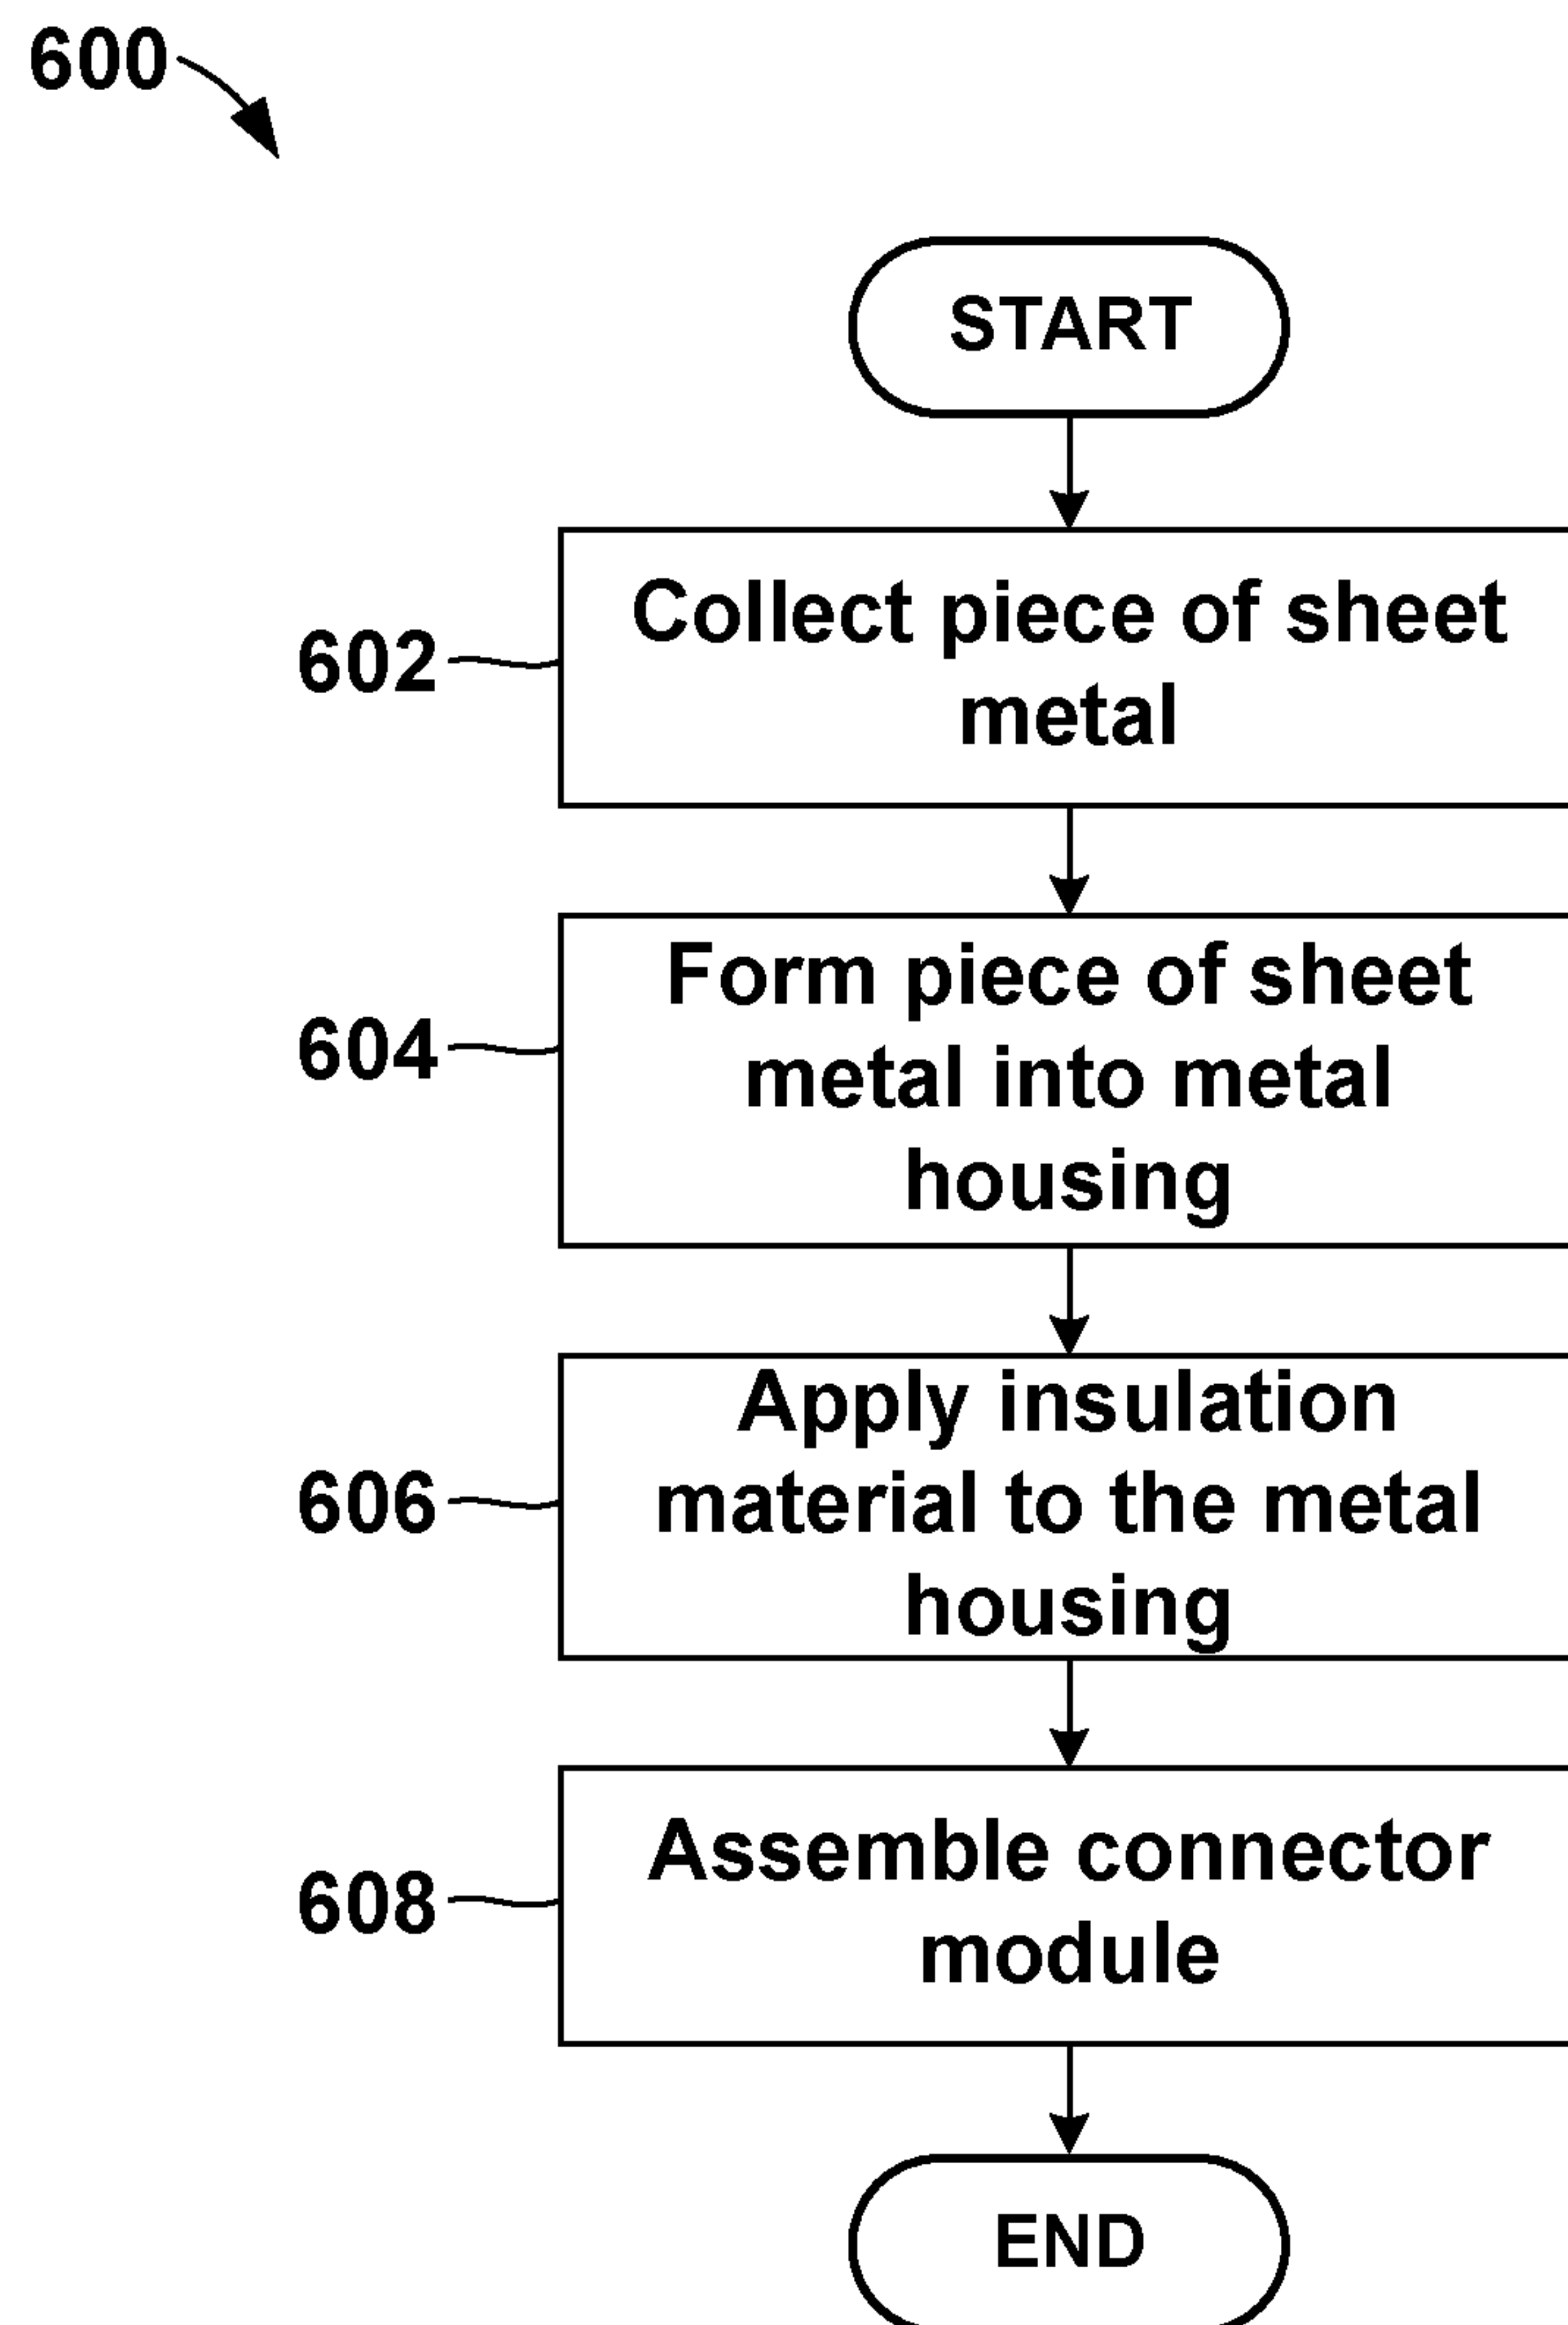 600
START
602
Collect piece of sheet
metal
604
Form piece of sheet
metal into metal
housing
606
Apply insulation
material to the metal
housing
608
Assemble connector
module
END